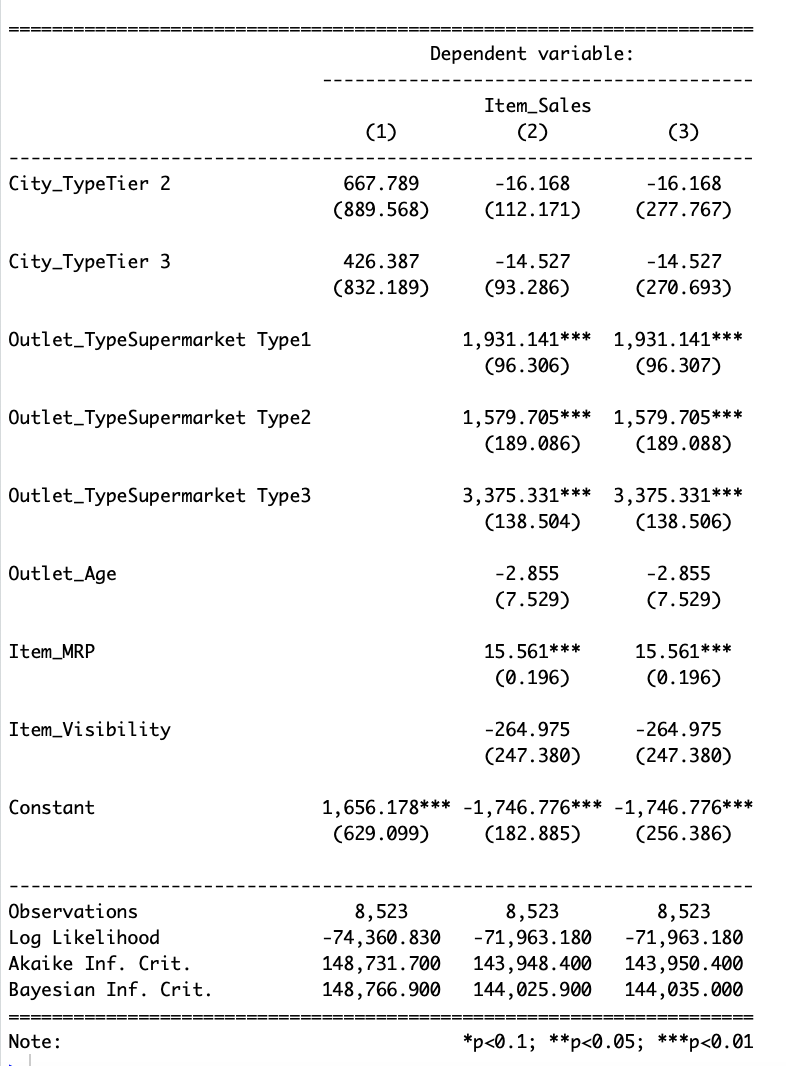 =====================================================================
Dependent variable:
----------------------------------------
Item_Sales
(1) (2) (3)
---------------------------------------------------------------------
City_TypeTier 2 667.789 -16.168 -16.168
(889.568) (112.171) (277.767)
City_TypeTier 3 426.387 -14.527 -14.527
(832.189) (93.286) (270.693)
Outlet_TypeSupermarket Type1 1,931.141*** 1,931.141***
(96.306) (96.307)
Outlet_TypeSupermarket Type2 1,579.705*** 1,579.705***
(189.086) (189.088)
Outlet_TypeSupermarket Type3 3,375.331*** 3,375.331***
(138.504) (138.506)
Outlet_Age -2.855 -2.855
(7.529) (7.529)
Item_MRP 15.561*** 15.561***
(0.196) (0.196)
Item_Visibility -264.975 -264.975
(247.380) (247.380)
Constant 1,656.178*** -1,746.776*** -1,746.776***
(629.099) (182.885) (256.386)
---------------------------------------------------------------------
Observations 8,523 8,523 8,523
Log Likelihood -74,360.830 -71,963.180 -71,963.180
Akaike Inf. Crit. 148,731.700 143,948.400 143,950.400
Bayesian Inf. Crit. 148,766.900 144,025.900 144,035.000
=====================================================================
Note: *p<0.1; **p<0.05; ***p<0.01